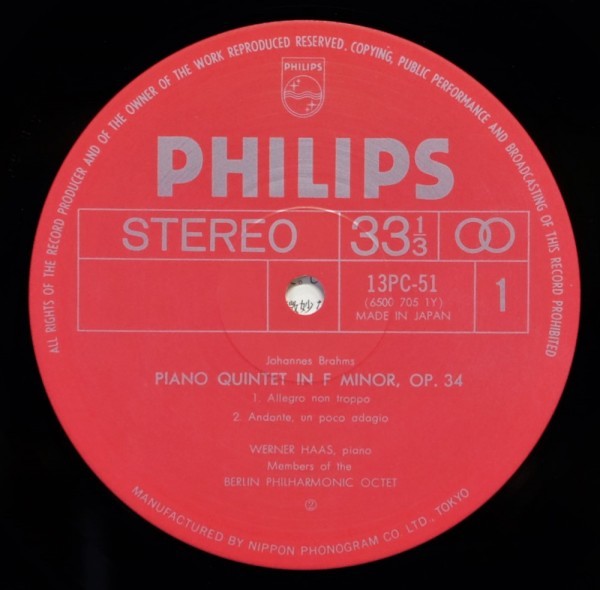 ALL RIGHTS OF THE RECORD PRODUCER AND OF THE OWNER OF THE WORK REPRODUCED RESERVED. COPYING, PUBLIC PERFORMANCE AND BROADCASTING OF THIS RECORD PROHIBITED
PHILIPS
PHILIPS
STEREO 33 1/3
13PC-51
(6500 705 1Y)
MADE IN JAPAN
1
Johannes Brahms
PIANO QUINTET IN F MINOR, OP. 34
1. Allegro non troppo
2. Andante, un poco adagio
WERNER HAAS, piano
Members of the
BERLIN PHILHARMONIC OCTET
Ⓟ
MANUFACTURED BY NIPPON PHONOGRAM CO. LTD., TOKYO